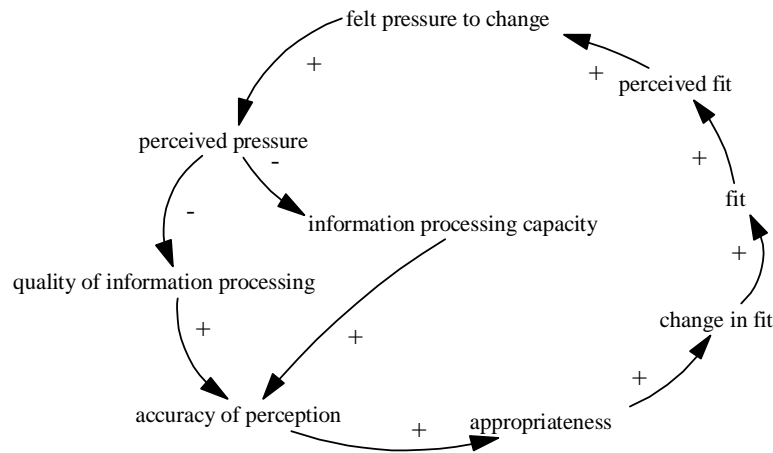 felt pressure to change
+
+
perceived fit
perceived pressure
-
+
-
information processing capacity
fit
+
quality of information processing
change in fit
+
+
+
accuracy of perception
+
appropriateness